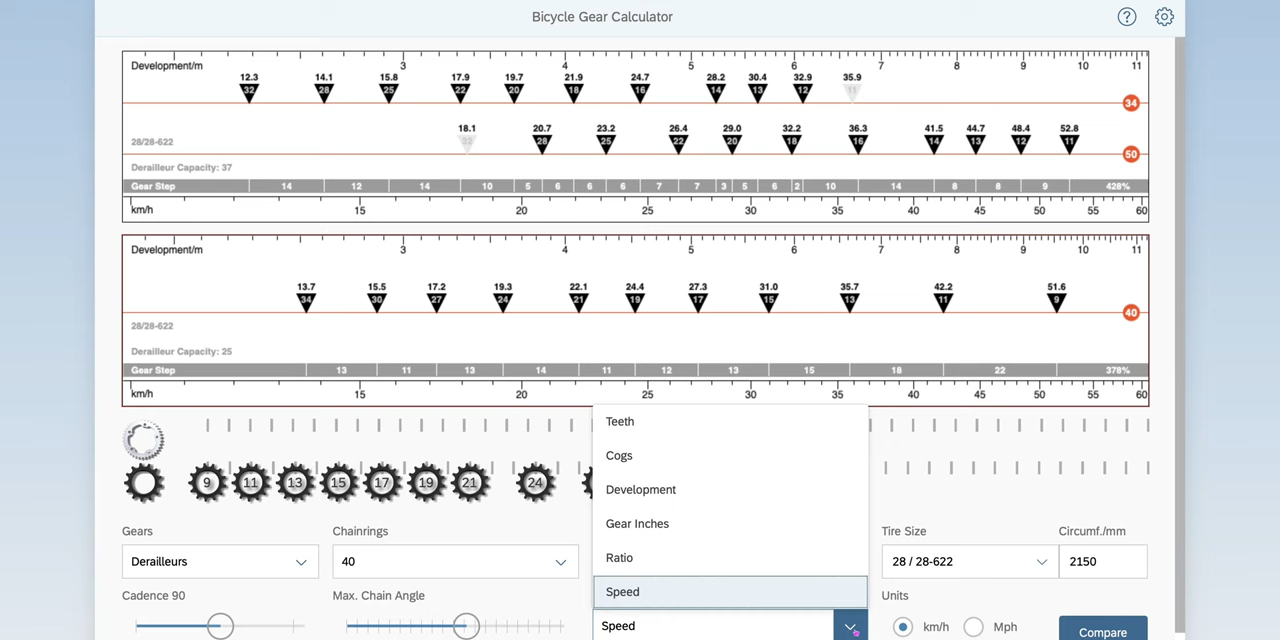 Bicycle Gear Calculator
?
Development/m 3 4 5 6 7 8 9 10 11
12.3 14.1 15.8 17.9 19.7 21.9 24.7 28.2 30.4 32.9 35.9
32 28 25 22 20 18 16 14 13 12 11
34
18.1 20.7 23.2 26.4 29.0 32.2 36.3 41.5 44.7 48.4 52.8
28/28-622 32 28 25 22 20 18 16 14 13 12 11
50
Derailleur Capacity: 37
Gear Step 14 12 14 10 5 6 6 6 7 7 3 5 6 2 10 14 8 8 9 428%
km/h 15 20 25 30 35 40 45 50 55 60
Development/m 3 4 5 6 7 8 9 10 11
13.7 15.5 17.2 19.3 22.1 24.4 27.3 31.0 35.7 42.2 51.6
34 30 27 24 21 19 17 15 13 11 9
40
28/28-622
Derailleur Capacity: 25
Gear Step 13 11 13 14 11 12 13 15 18 22 378%
km/h 15 20 25 30 35 40 45 50 55 60
Teeth
Cogs
9 11 13 15 17 19 21 24
Development
Gear Inches
Ratio
Speed
Speed
Gears Chainrings Tire Size Circumf./mm
Derailleurs 40 28 / 28-622 2150
Cadence 90 Max. Chain Angle Units
km/h Mph Compare